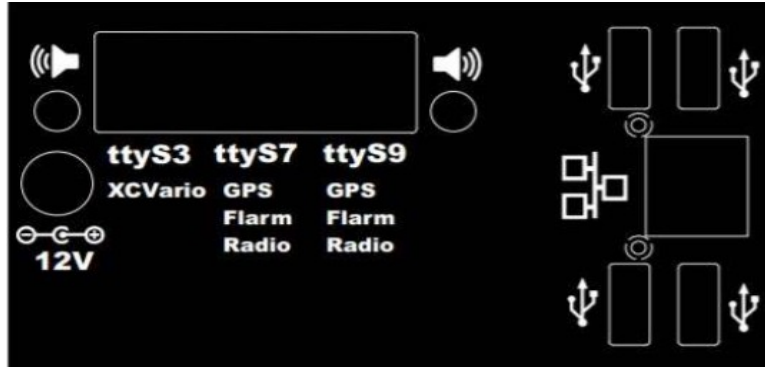 ttyS3 ttyS7 ttyS9
XCVario GPS GPS
Flarm Flarm
Radio Radio
12V